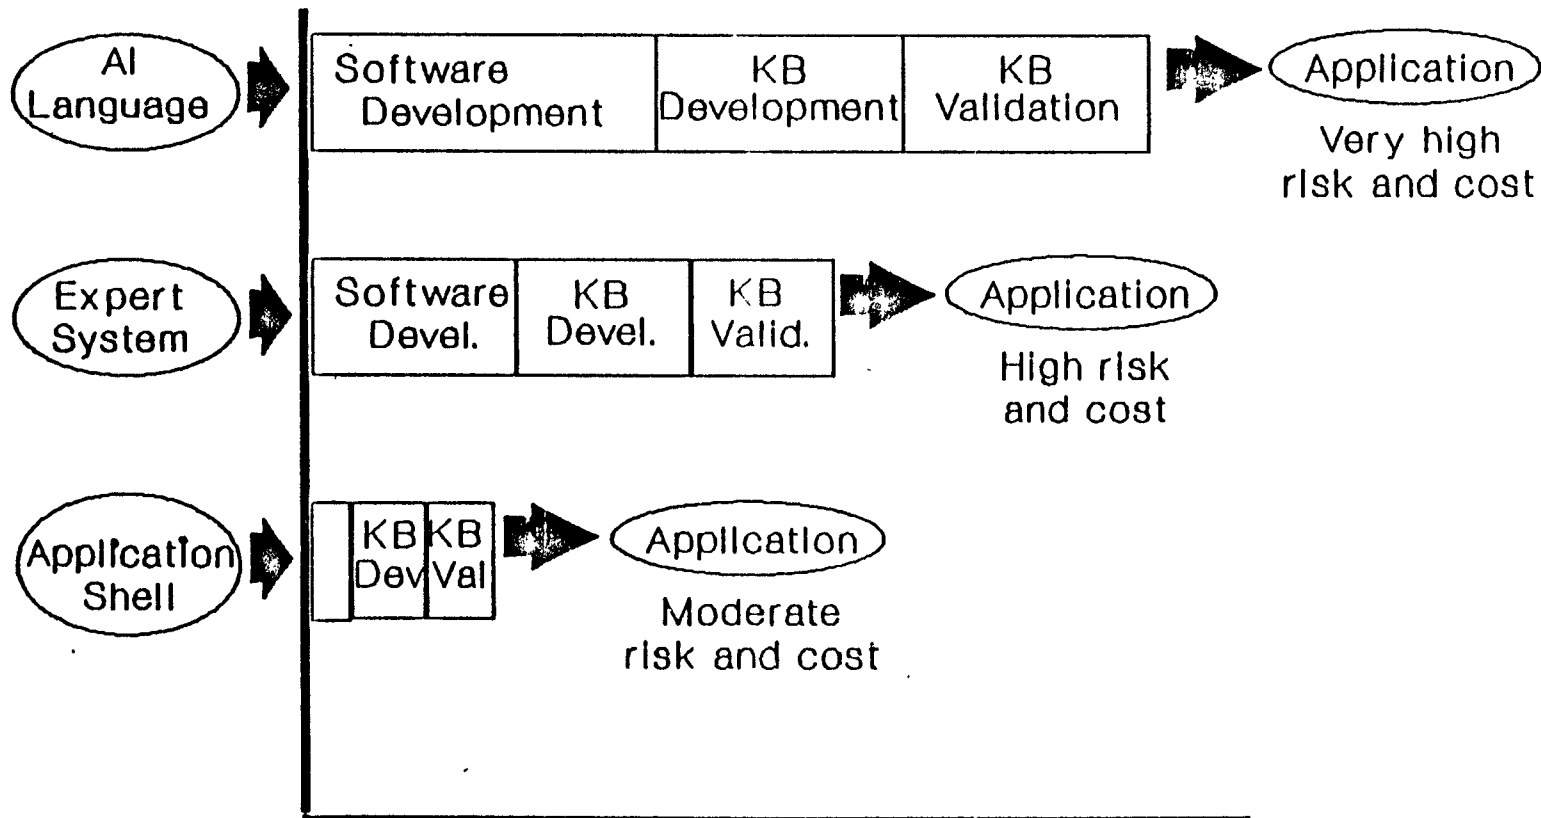 AI
Language
Software
Development
KB
Development
KB
Validation
Application
Very high
risk and cost
Expert
System
Software
Devel.
KB
Devel.
KB
Valid.
Application
High risk
and cost
Application
Shell
KB
Dev
KB
Val
Application
Moderate
risk and cost